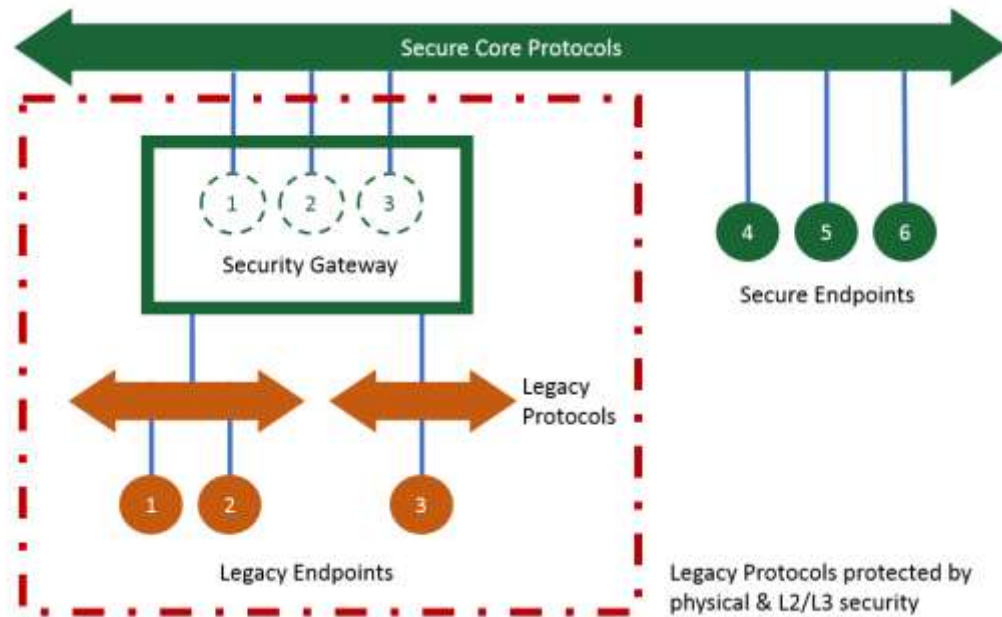 Secure Core Protocols
1 2 3
Security Gateway
4 5 6
Secure Endpoints
Legacy
Protocols
1 2 3
Legacy Endpoints
Legacy Protocols protected by
physical & L2/L3 security